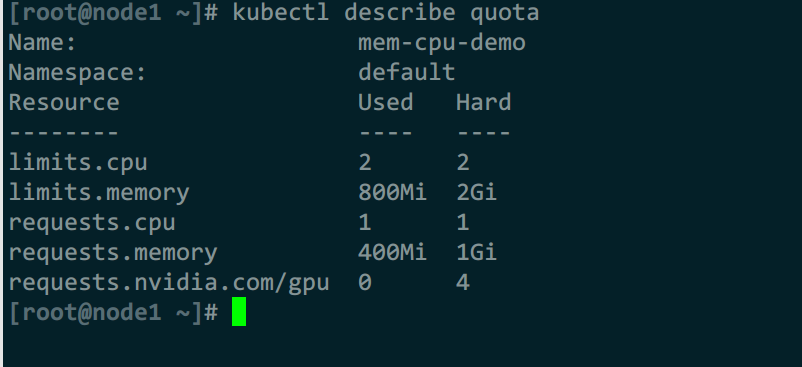 [root@node1 ~]# kubectl describe quota
Name:                     mem-cpu-demo
Namespace:                default
Resource                  Used   Hard
--------                  ----   ----
limits.cpu                2      2
limits.memory             800Mi  2Gi
requests.cpu              1      1
requests.memory           400Mi  1Gi
requests.nvidia.com/gpu   0      4
[root@node1 ~]#